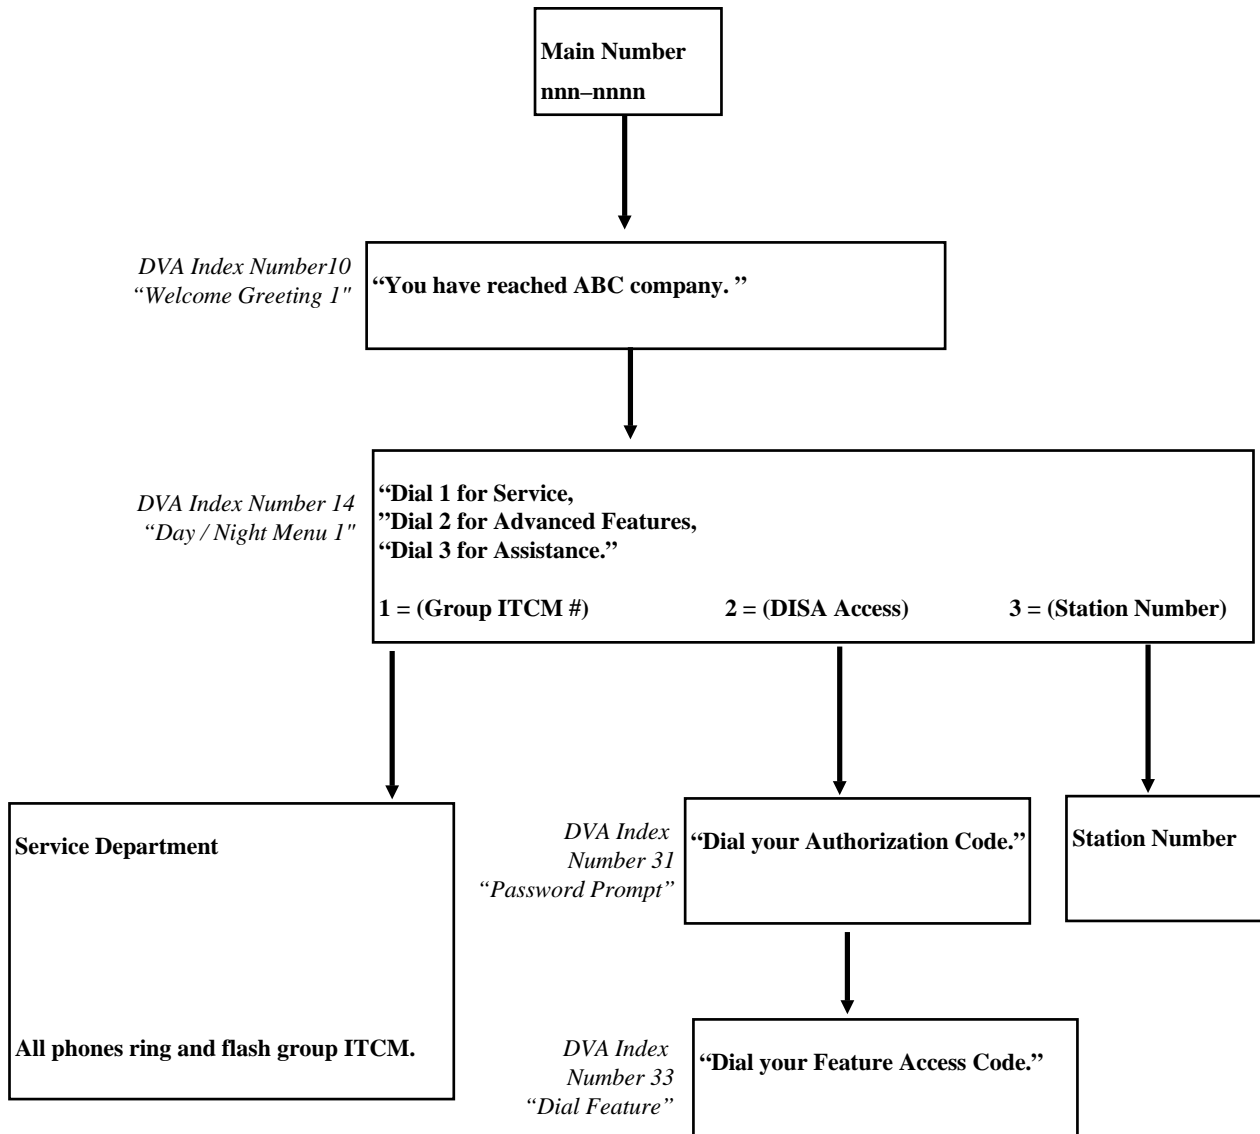 Main Number
nnn–nnnn
DVA Index Number10
“Welcome Greeting 1"
“You have reached ABC company. ”
DVA Index Number 14
“Day / Night Menu 1"
“Dial 1 for Service,
”Dial 2 for Advanced Features,
“Dial 3 for Assistance.”
1 = (Group ITCM #) 2 = (DISA Access) 3 = (Station Number)
Service Department
All phones ring and flash group ITCM.
DVA Index
Number 31
“Password Prompt”
“Dial your Authorization Code.”
Station Number
DVA Index
Number 33
“Dial Feature”
“Dial your Feature Access Code.”